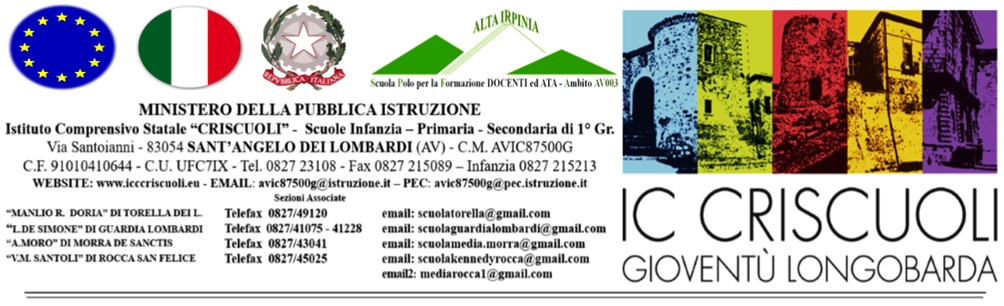 ALTA IRPINIA
REPVBBLICA ITALIANA
Scuola Polo per la Formazione DOCENTI ed ATA - Ambito AV003
MINISTERO DELLA PUBBLICA ISTRUZIONE
Istituto Comprensivo Statale “CRISCUOLI” - Scuole Infanzia – Primaria - Secondaria di 1° Gr.
Via Santoianni - 83054 SANT’ANGELO DEI LOMBARDI (AV) - C.M. AVIC87500G
C.F. 91010410644 - C.U. UFC7IX - Tel. 0827 23108 - Fax 0827 215089 – Infanzia 0827 215213
WEBSITE: www.icccriscuoli.eu - EMAIL: avic87500g@istruzione.it – PEC: avic87500g@pec.istruzione.it
Sezioni Associate
“MANLIO R. DORIA” DI TORELLA DEI L. Telefax 0827/49120 email: scuolatorella@gmail.com
“L.DE SIMONE” DI GUARDIA LOMBARDI Telefax 0827/41075 - 41228 email: scuolaguardialombardi@gmail.com
“A.MORO” DI MORRA DE SANCTIS Telefax 0827/43041 email: scuolamedia.morra@gmail.com
“V.M. SANTOLI” DI ROCCA SAN FELICE Telefax 0827/45025 email: scuolakennedyrocca@gmail.com
email2: mediarocca1@gmail.com
IC CRISCUOLI
GIOVENTÙ LONGOBARDA